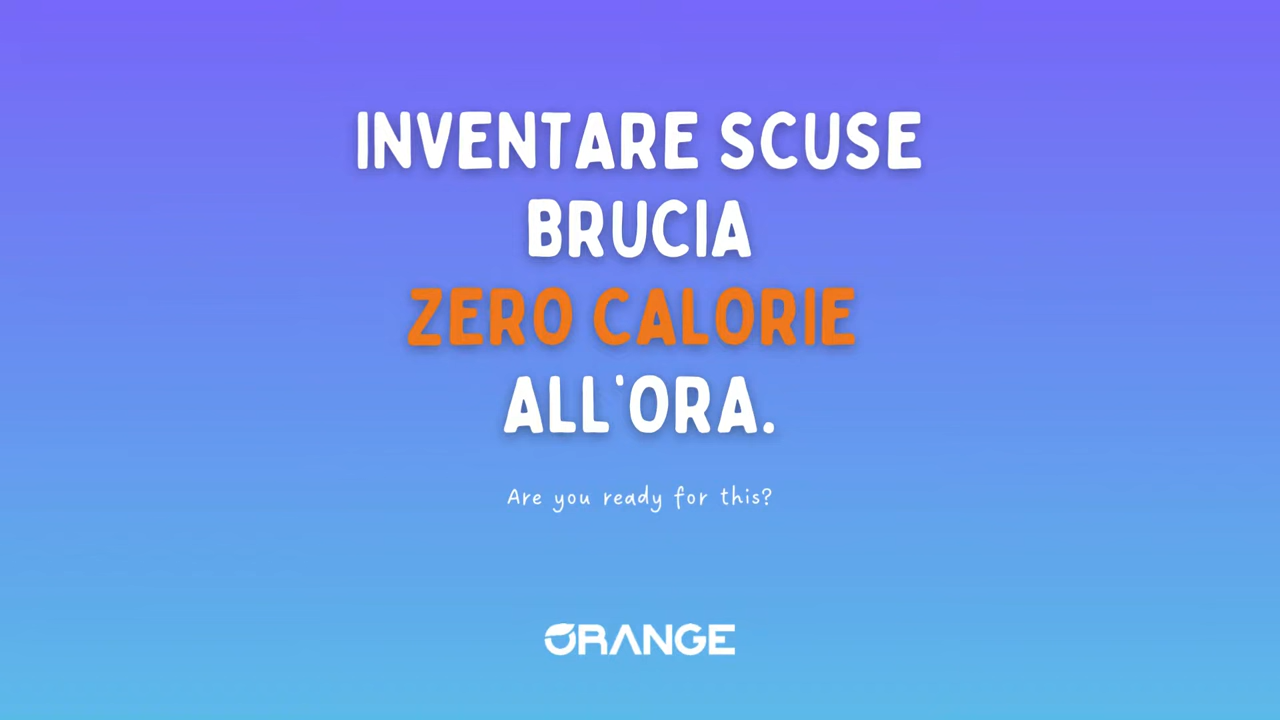 INVENTARE SCUSE
BRUCIA
ZERO CALORIE
ALL'ORA.
Are you ready for this?
ORANGE